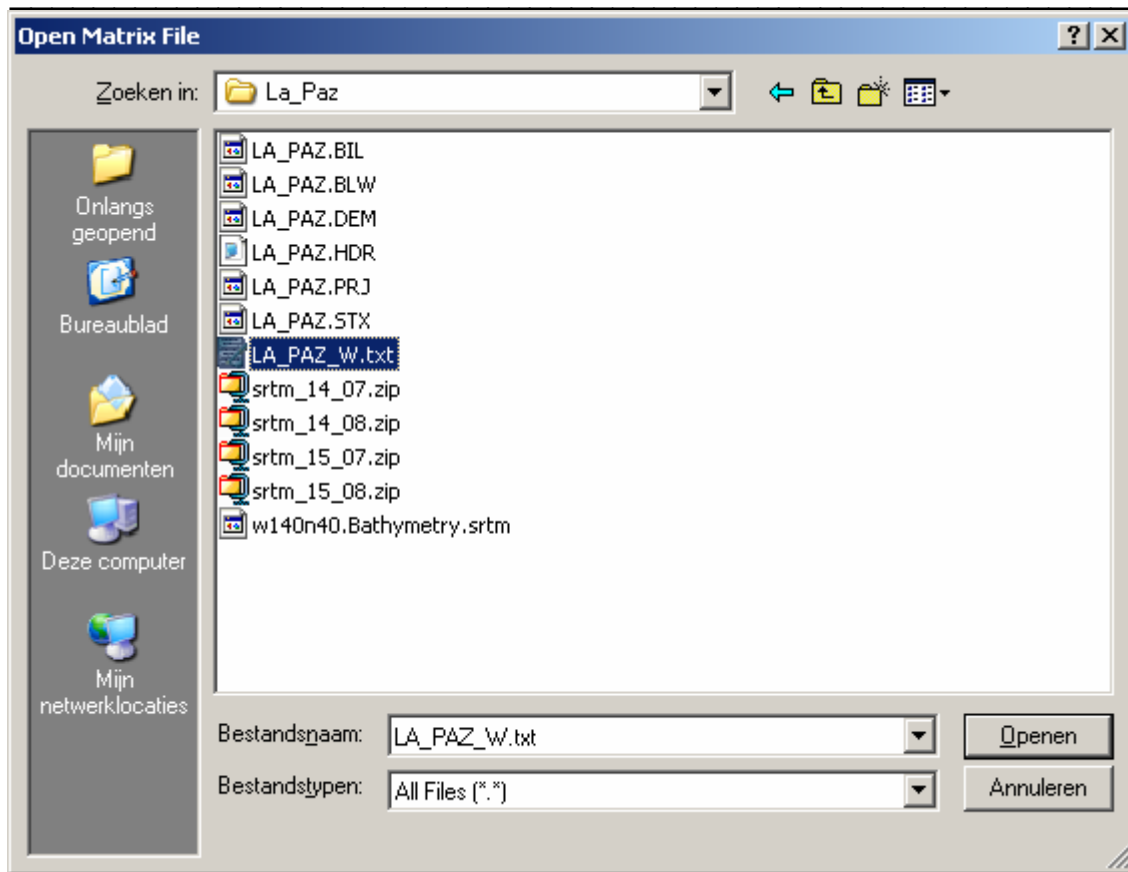 Open Matrix File
Zoeken in:
La_Paz
Onlangs
geopend
Bureaublad
Mijn
documenten
Deze computer
Mijn
netwerklocaties
LA_PAZ.BIL
LA_PAZ.BLW
LA_PAZ.DEM
LA_PAZ.HDR
LA_PAZ.PRJ
LA_PAZ.STX
LA_PAZ_W.txt
srtm_14_07.zip
srtm_14_08.zip
srtm_15_07.zip
srtm_15_08.zip
w140n40.Bathymetry.srtm
Bestandsnaam:
LA_PAZ_W.txt
Openen
Bestandstypen:
All Files (*.*)
Annuleren